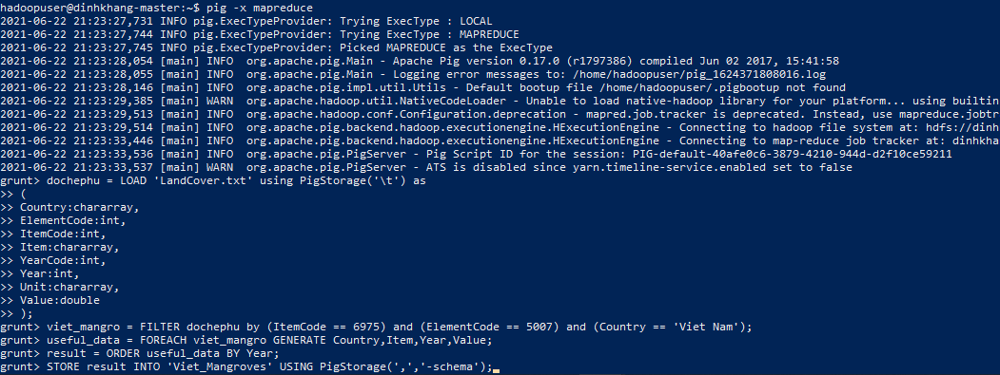 hadoopuser@dinhkhang-master:~$ pig -x mapreduce
2021-06-22 21:23:27,731 INFO pig.ExecTypeProvider: Trying ExecType : LOCAL
2021-06-22 21:23:27,744 INFO pig.ExecTypeProvider: Trying ExecType : MAPREDUCE
2021-06-22 21:23:27,745 INFO pig.ExecTypeProvider: Picked MAPREDUCE as the ExecType
2021-06-22 21:23:28,054 [main] INFO  org.apache.pig.Main - Apache Pig version 0.17.0 (r1797386) compiled Jun 02 2017, 15:41:58
2021-06-22 21:23:28,055 [main] INFO  org.apache.pig.Main - Logging error messages to: /home/hadoopuser/pig_1624371808016.log
2021-06-22 21:23:28,146 [main] INFO  org.apache.pig.impl.util.Utils - Default bootup file /home/hadoopuser/.pigbootup not found
2021-06-22 21:23:29,385 [main] WARN  org.apache.hadoop.util.NativeCodeLoader - Unable to load native-hadoop library for your platform... using builtin
2021-06-22 21:23:29,513 [main] INFO  org.apache.hadoop.conf.Configuration.deprecation - mapred.job.tracker is deprecated. Instead, use mapreduce.jobtr
2021-06-22 21:23:29,514 [main] INFO  org.apache.pig.backend.hadoop.executionengine.HExecutionEngine - Connecting to hadoop file system at: hdfs://dinh
2021-06-22 21:23:33,446 [main] INFO  org.apache.pig.backend.hadoop.executionengine.HExecutionEngine - Connecting to map-reduce job tracker at: dinhkha
2021-06-22 21:23:33,536 [main] INFO  org.apache.pig.PigServer - Pig Script ID for the session: PIG-default-40afe0c6-3879-4210-944d-d2f10ce59211
2021-06-22 21:23:33,537 [main] WARN  org.apache.pig.PigServer - ATS is disabled since yarn.timeline-service.enabled set to false
grunt> dochephu = LOAD 'LandCover.txt' using PigStorage('\t') as
>> (
>> Country:chararray,
>> ElementCode:int,
>> ItemCode:int,
>> Item:chararray,
>> YearCode:int,
>> Year:int,
>> Unit:chararray,
>> Value:double
>> );
grunt> viet_mangro = FILTER dochephu by (ItemCode == 6975) and (ElementCode == 5007) and (Country == 'Viet Nam');
grunt> useful_data = FOREACH viet_mangro GENERATE Country,Item,Year,Value;
grunt> result = ORDER useful_data BY Year;
grunt> STORE result INTO 'Viet_Mangroves' USING PigStorage(',','-schema');